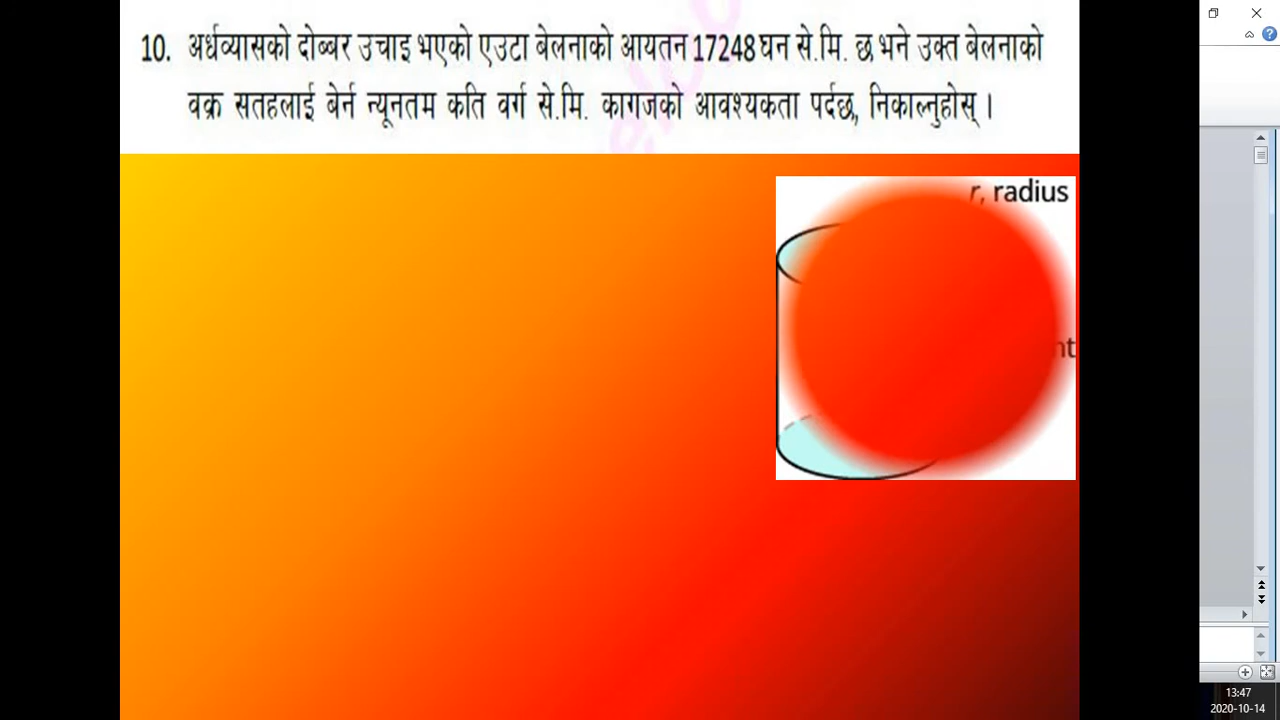 10. अर्धव्यासको दोब्बर उचाइ भएको एउटा बेलनाको आयतन 17248 घन से.मि. छ भने उक्त बेलनाको
वक्र सतहलाई बेर्न न्यूनतम कति वर्ग से.मि. कागजको आवश्यकता पर्दछ, निकाल्नुहोस् ।
r, radius
13:47
2020-10-14